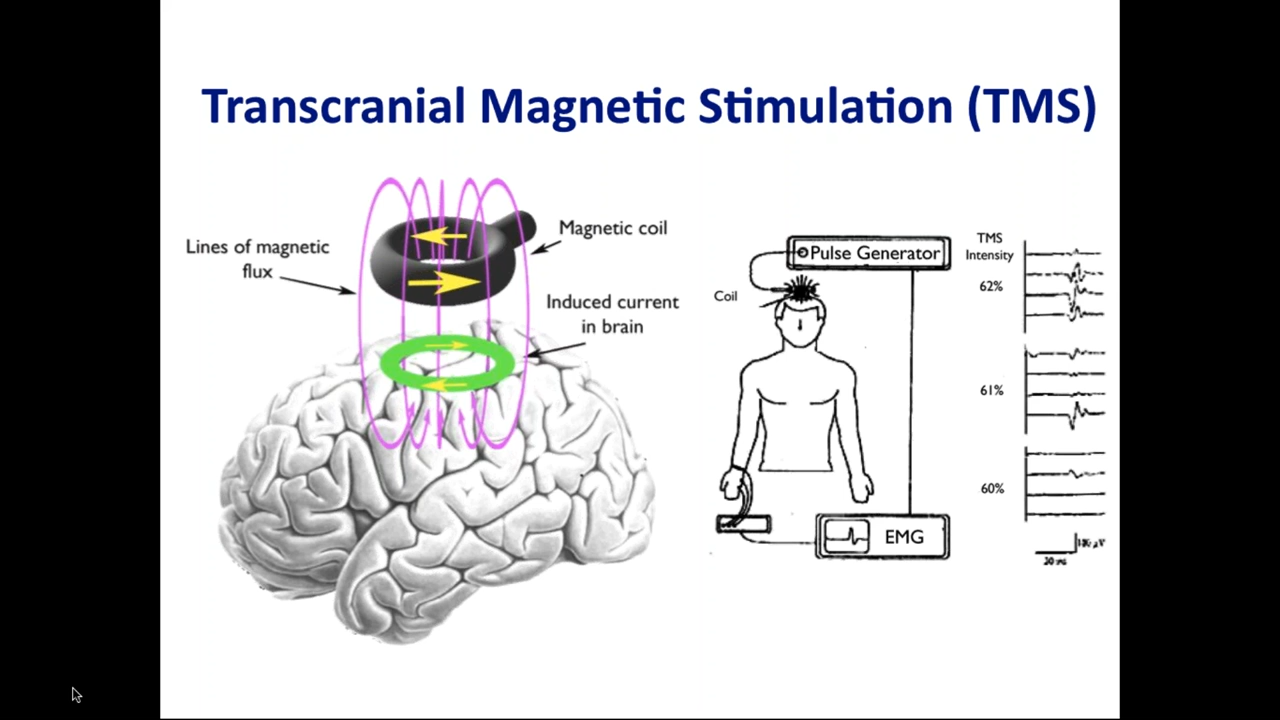 Transcranial Magnetic Stimulation (TMS)
Lines of magnetic
flux
Magnetic coil
Induced current
in brain
Coil
Pulse Generator
EMG
TMS
Intensity
62%
61%
60%